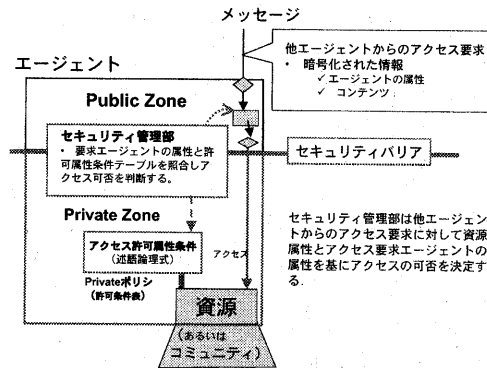 メッセージ
他エージェントからのアクセス要求
• 暗号化された情報
✓ エージェントの属性
✓ コンテンツ
エージェント
Public Zone
セキュリティ管理部
• 要求エージェントの属性と許
可属性条件テーブルを照合しア
クセス可否を判断する。
セキュリティバリア
Private Zone
アクセス許可属性条件
(述語論理式)
アクセス
Privateポリシ
(許可条件表)
資源
(あるいは
コミュニティ)
セキュリティ管理部は他エージェン
トからのアクセス要求に対して資源
属性とアクセス要求エージェントの
属性を基にアクセスの可否を決定す
る.